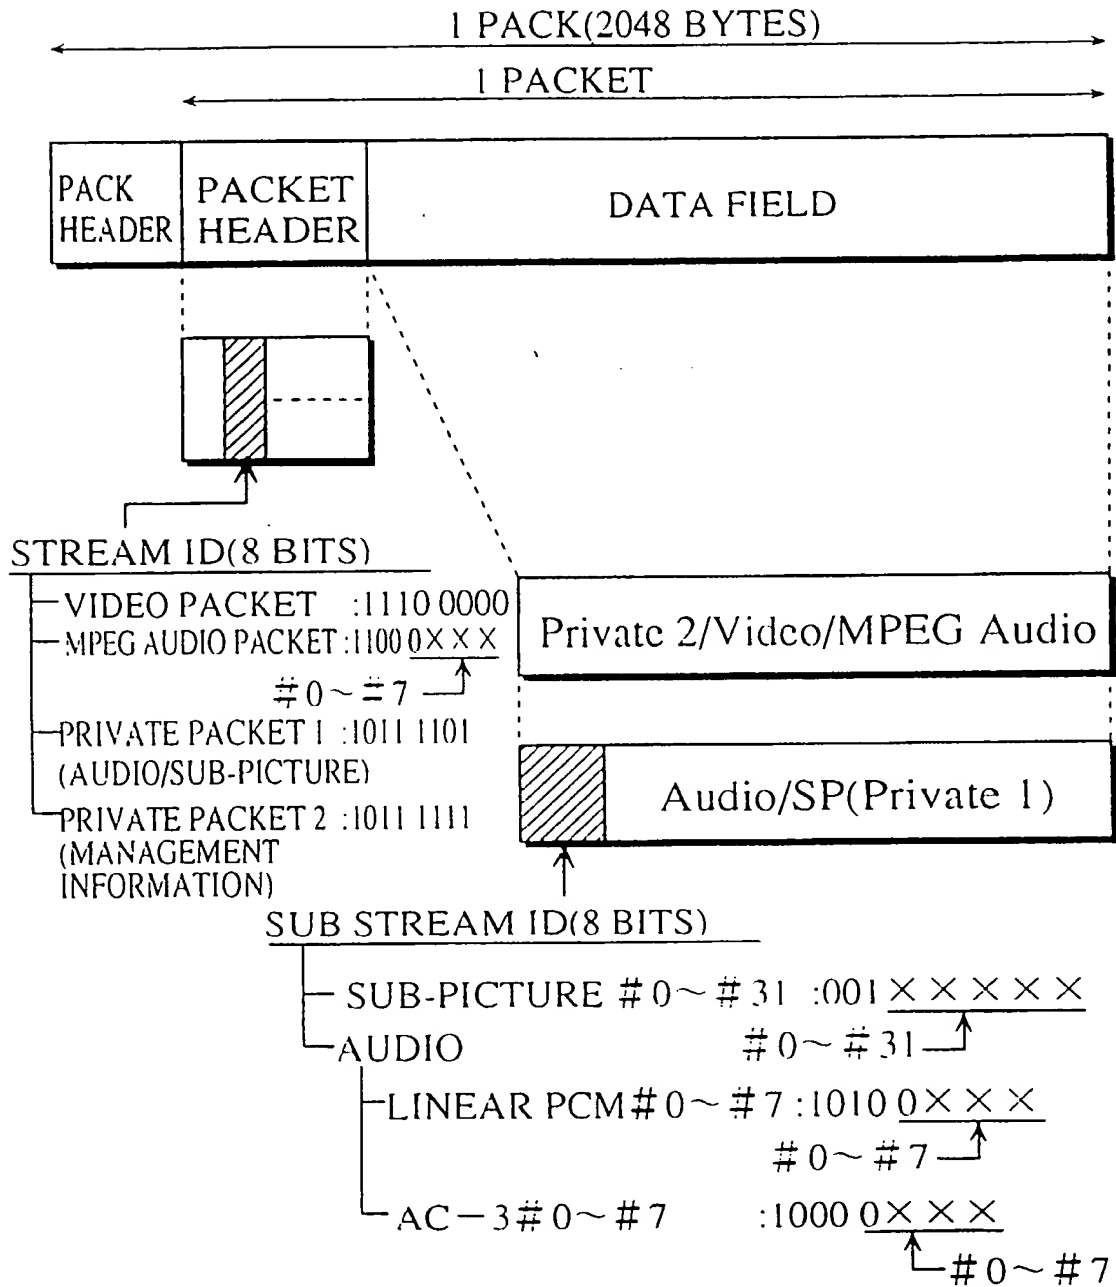 1 PACK(2048 BYTES)
1 PACKET
PACK HEADER
PACKET HEADER
DATA FIELD
STREAM ID(8 BITS)
VIDEO PACKET :1110 0000
MPEG AUDIO PACKET :1100 0×××
#0~#7
PRIVATE PACKET 1 :1011 1101
(AUDIO/SUB-PICTURE)
PRIVATE PACKET 2 :1011 1111
(MANAGEMENT
INFORMATION)
Private 2/Video/MPEG Audio
Audio/SP(Private 1)
SUB STREAM ID(8 BITS)
SUB-PICTURE #0~#31 :001×××××
#0~#31
AUDIO
LINEAR PCM#0~#7 :1010 0×××
#0~#7
AC-3#0~#7 :1000 0×××
#0~#7